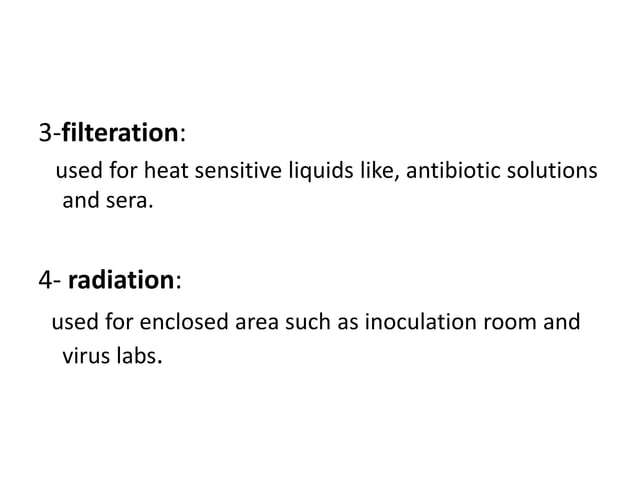 3-filteration:
used for heat sensitive liquids like, antibiotic solutions
and sera.
4- radiation:
used for enclosed area such as inoculation room and
virus labs.